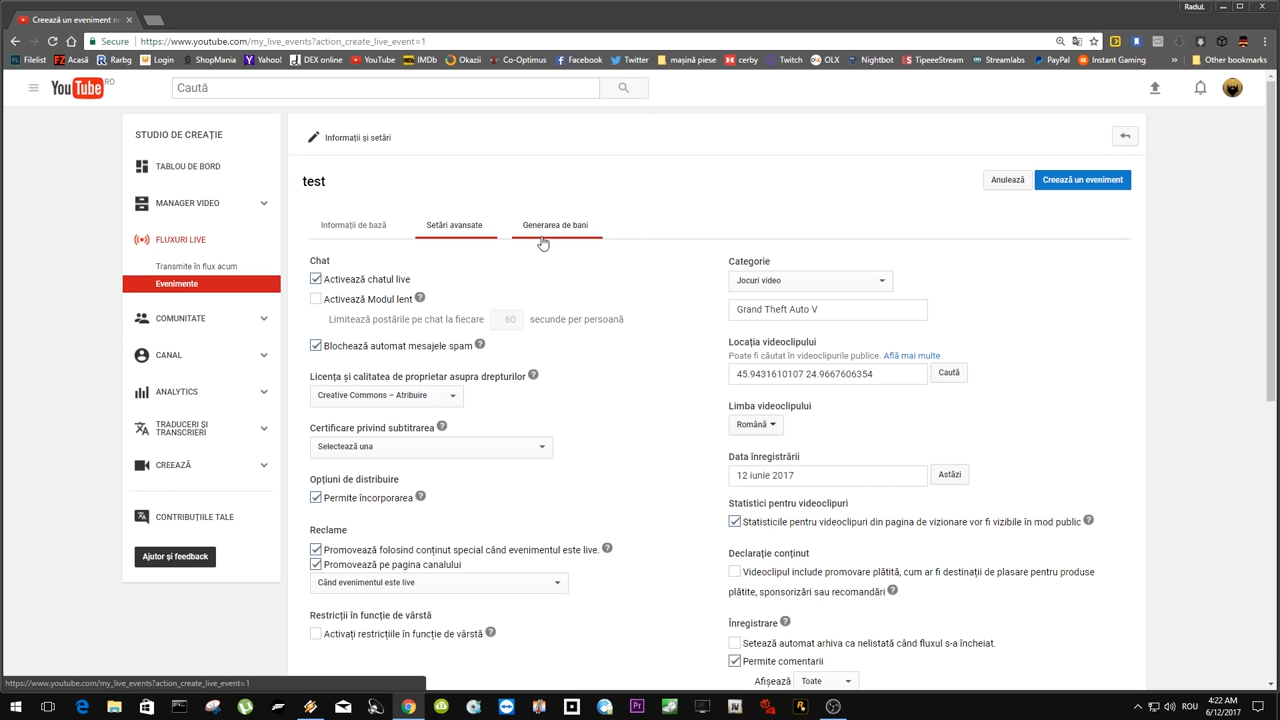 RaduL
Creează un eveniment n
Secure
https://www.youtube.com/my_live_events?action_create_live_event=1
Filelist
Acasă
Rarbg
Login
ShopMania
Yahoo!
DEX online
YouTube
IMDb
Okazii
Co-Optimus
Facebook
Twitter
mașină piese
cerby
Twitch
OLX
Nightbot
TipeeeStream
Streamlabs
PayPal
Instant Gaming
»
Other bookmarks
YouTube RO
Caută
STUDIO DE CREAȚIE
TABLOU DE BORD
MANAGER VIDEO
FLUXURI LIVE
Transmite în flux acum
Evenimente
COMUNITATE
CANAL
ANALYTICS
TRADUCERI ȘI
TRANSCRIERI
CREEAZĂ
CONTRIBUȚIILE TALE
Ajutor și feedback
Informații și setări
test
Anulează
Creează un eveniment
Informații de bază
Setări avansate
Generarea de bani
Chat
Activează chatul live
Activează Modul lent
Limitează postările pe chat la fiecare 60 secunde per persoană
Blochează automat mesajele spam
Licența și calitatea de proprietar asupra drepturilor
Creative Commons – Atribuire
Certificare privind subtitrarea
Selectează una
Opțiuni de distribuire
Permite încorporarea
Reclame
Promovează folosind conținut special când evenimentul este live.
Promovează pe pagina canalului
Când evenimentul este live
Restricții în funcție de vârstă
Activați restricțiile în funcție de vârstă
Categorie
Jocuri video
Grand Theft Auto V
Locația videoclipului
Poate fi căutat în videoclipurile publice. Află mai multe
45.9431610107 24.9667606354
Caută
Limba videoclipului
Română
Data înregistrării
12 iunie 2017
Astăzi
Statistici pentru videoclipuri
Statisticile pentru videoclipuri din pagina de vizionare vor fi vizibile în mod public
Declarație conținut
Videoclipul include promovare plătită, cum ar fi destinații de plasare pentru produse
plătite, sponsorizări sau recomandări
Înregistrare
Setează automat arhiva ca nelistată când fluxul s-a încheiat.
Permite comentarii
Afișează Toate
https://www.youtube.com/my_live_events?action_create_live_event=1
ROU
4:22 AM
6/12/2017